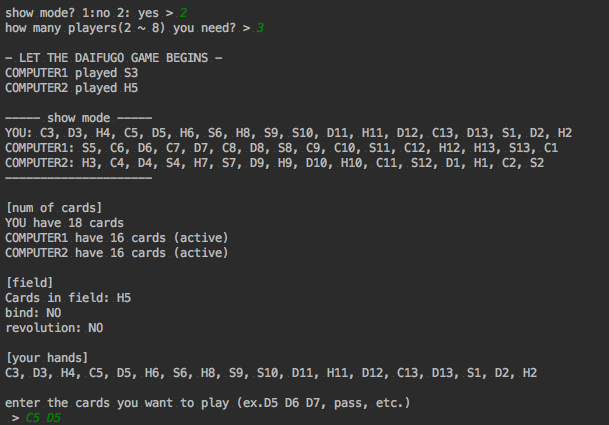 show mode? 1:no 2: yes > 2
how many players(2 ~ 8) you need? > 3
— LET THE DAIFUGO GAME BEGINS —
COMPUTER1 played S3
COMPUTER2 played H5
————— show mode —————
YOU: C3, D3, H4, C5, D5, H6, S6, H8, S9, S10, D11, H11, D12, C13, D13, S1, D2, H2
COMPUTER1: S5, C6, D6, C7, D7, C8, D8, S8, C9, C10, S11, C12, H12, H13, S13, C1
COMPUTER2: H3, C4, D4, S4, H7, S7, D9, H9, D10, H10, C11, S12, D1, H1, C2, S2
—————————————————————
[num of cards]
YOU have 18 cards
COMPUTER1 have 16 cards (active)
COMPUTER2 have 16 cards (active)
[field]
Cards in field: H5
bind: NO
revolution: NO
[your hands]
C3, D3, H4, C5, D5, H6, S6, H8, S9, S10, D11, H11, D12, C13, D13, S1, D2, H2
enter the cards you want to play (ex.D5 D6 D7, pass, etc.)
> C5 D5